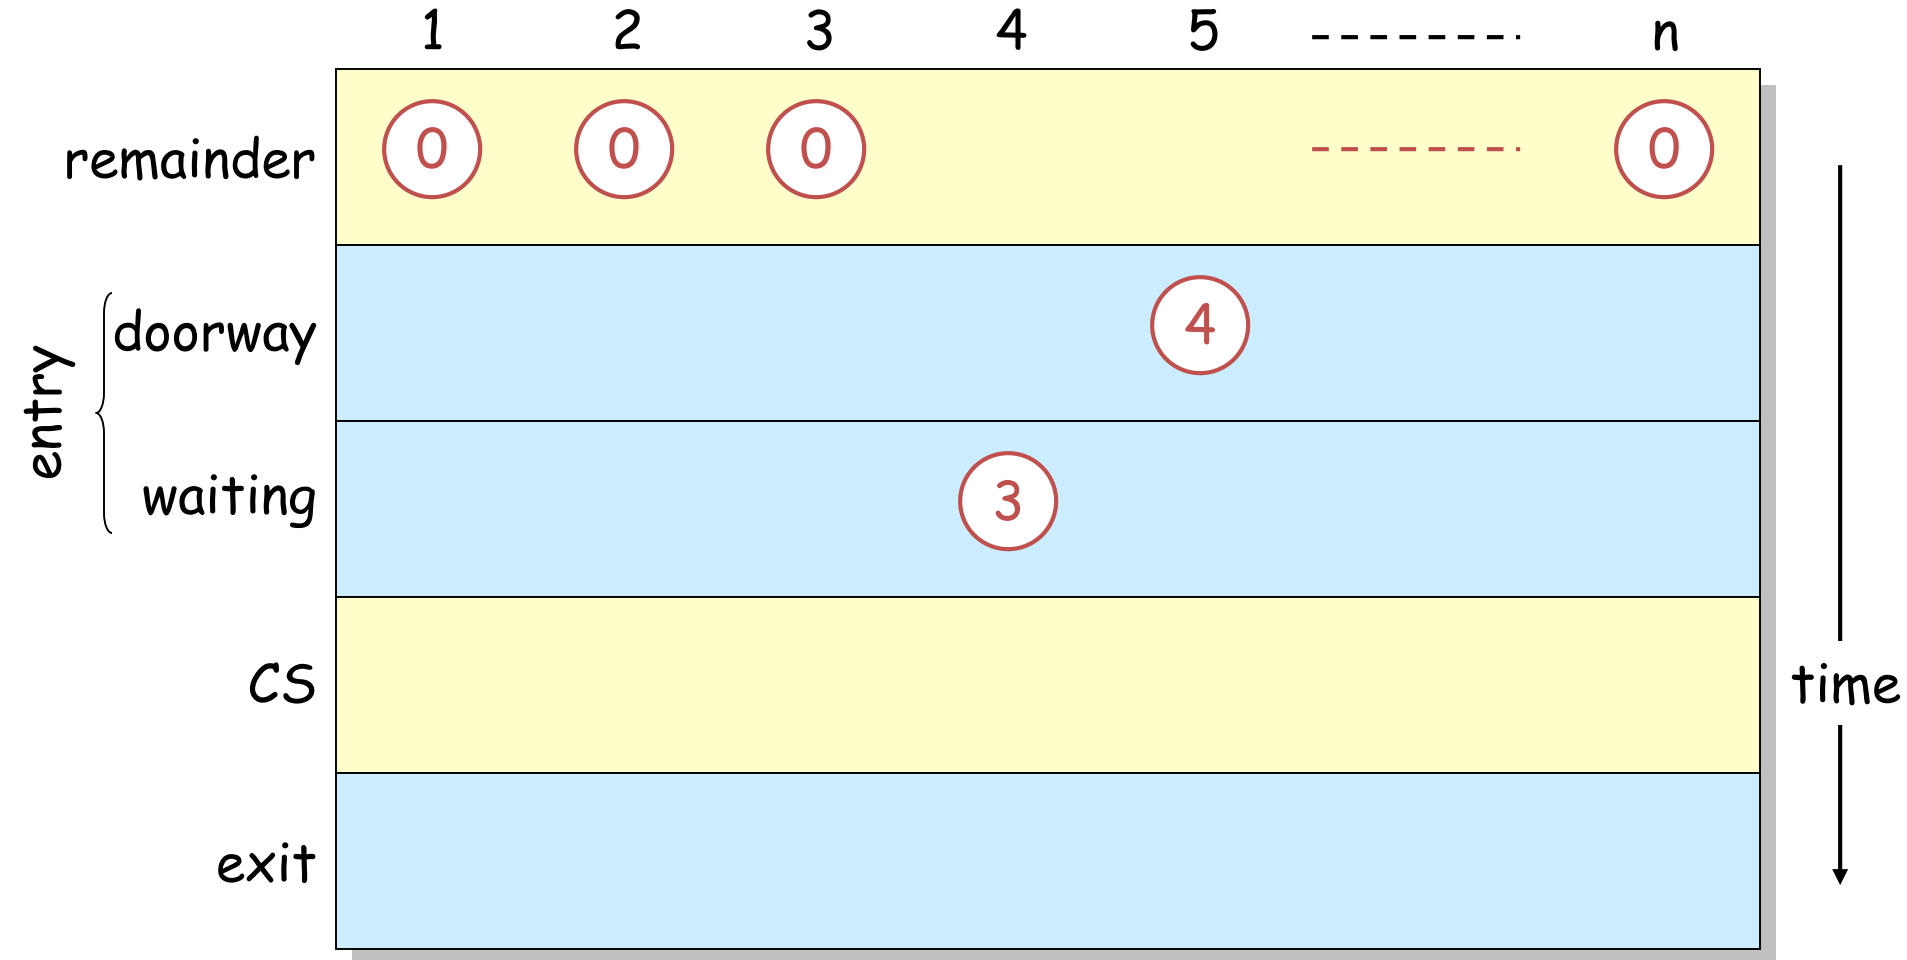 1 2 3 4 5 n
remainder 0 0 0 0
entry
doorway 4
waiting 3
CS
time
exit